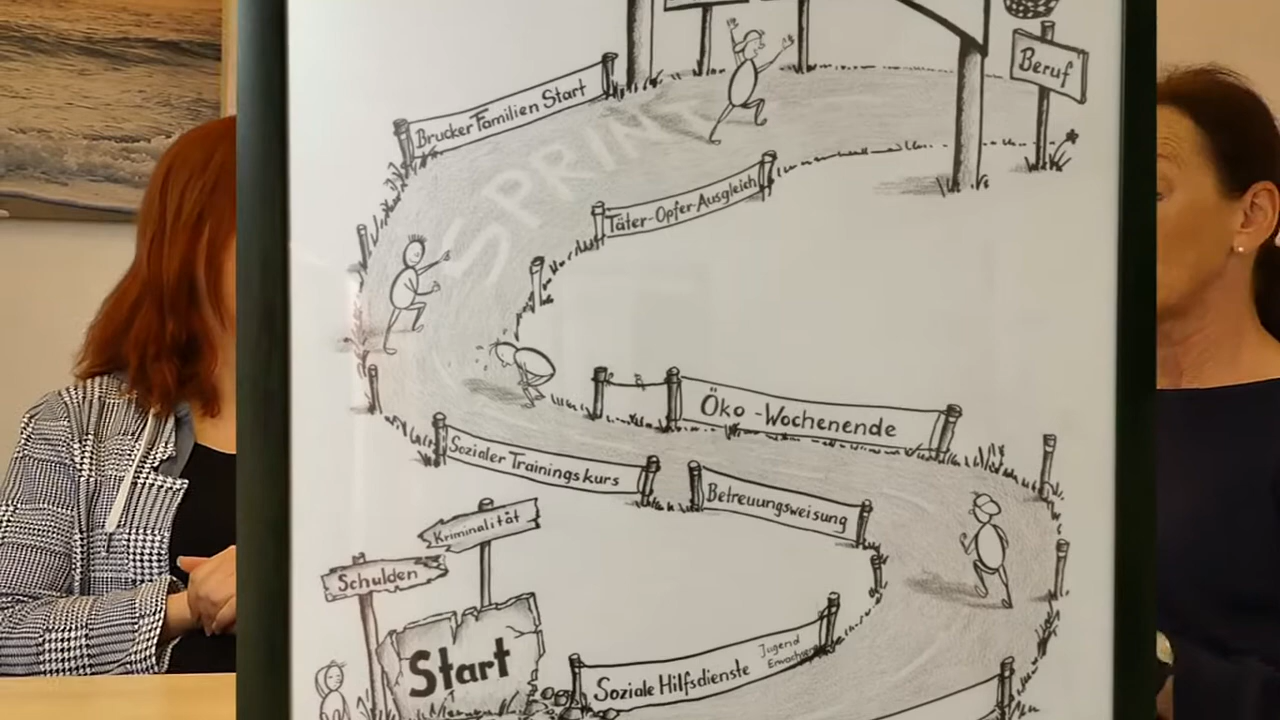 Beruf
Brucker Familien Start
SPRINT
Täter-Opfer-Ausgleich
Öko-Wochenende
Sozialer Trainingskurs
Betreuungsweisung
Kriminalität
Schulden
Start
Soziale Hilfsdienste
Jugend
Erwachsene